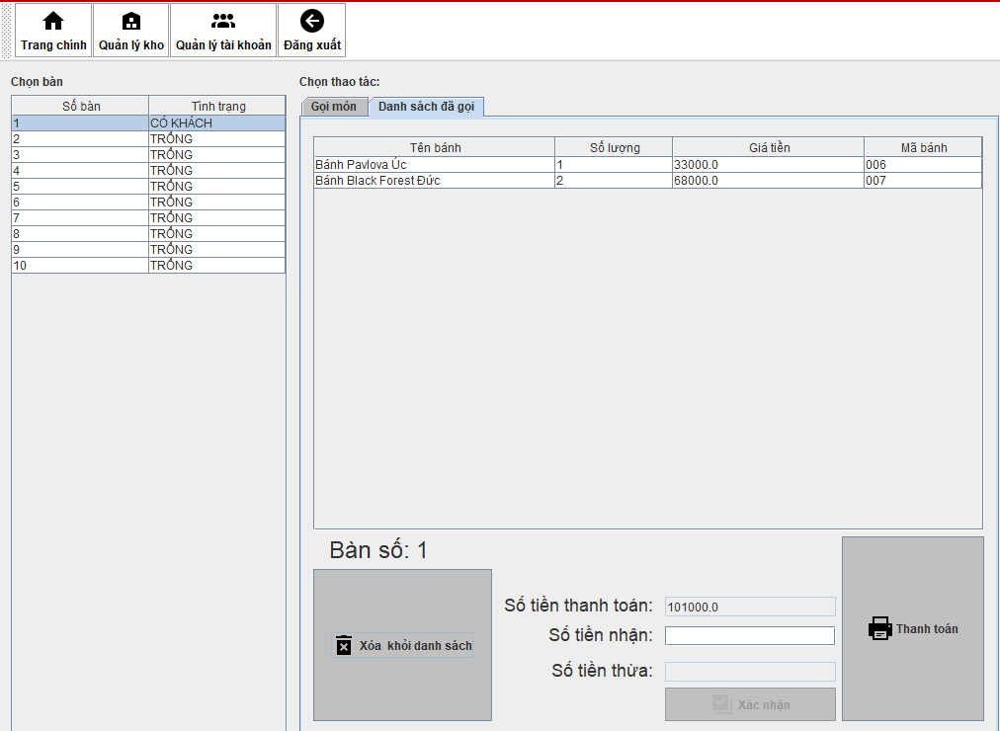 Trang chính Quản lý kho Quản lý tài khoản Đăng xuất
Chọn bàn
Số bàn Tình trạng
1 CÓ KHÁCH
2 TRỐNG
3 TRỐNG
4 TRỐNG
5 TRỐNG
6 TRỐNG
7 TRỐNG
8 TRỐNG
9 TRỐNG
10 TRỐNG
Chọn thao tác:
Gọi món Danh sách đã gọi
Tên bánh Số lượng Giá tiền Mã bánh
Bánh Pavlova Úc 1 33000.0 006
Bánh Black Forest Đức 2 68000.0 007
Bàn số: 1
Xóa khỏi danh sách
Số tiền thanh toán: 101000.0
Số tiền nhận:
Số tiền thừa:
Xác nhận
Thanh toán